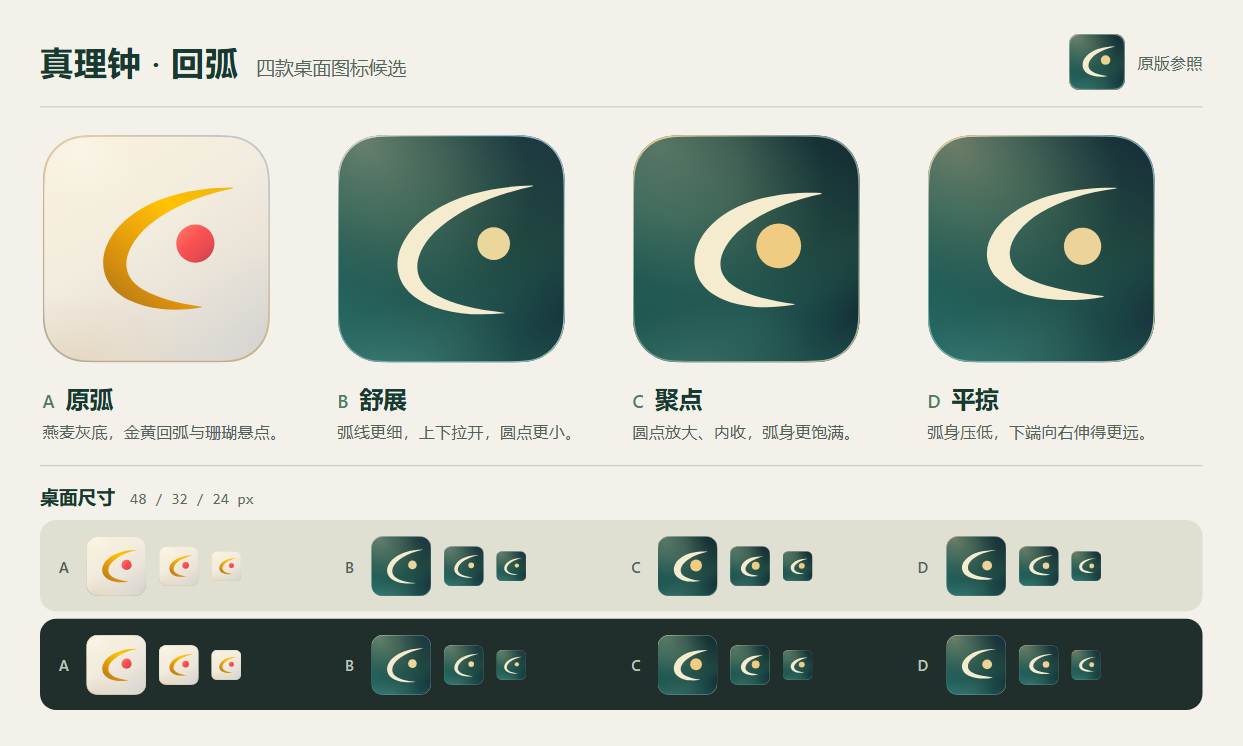 真理钟 · 回弧 四款桌面图标候选
原版参照
A 原弧
燕麦灰底，金黄回弧与珊瑚悬点。
B 舒展
弧线更细，上下拉开，圆点更小。
C 聚点
圆点放大、内收，弧身更饱满。
D 平掠
弧身压低，下端向右伸得更远。
桌面尺寸 48 / 32 / 24 px
A B C D
A B C D